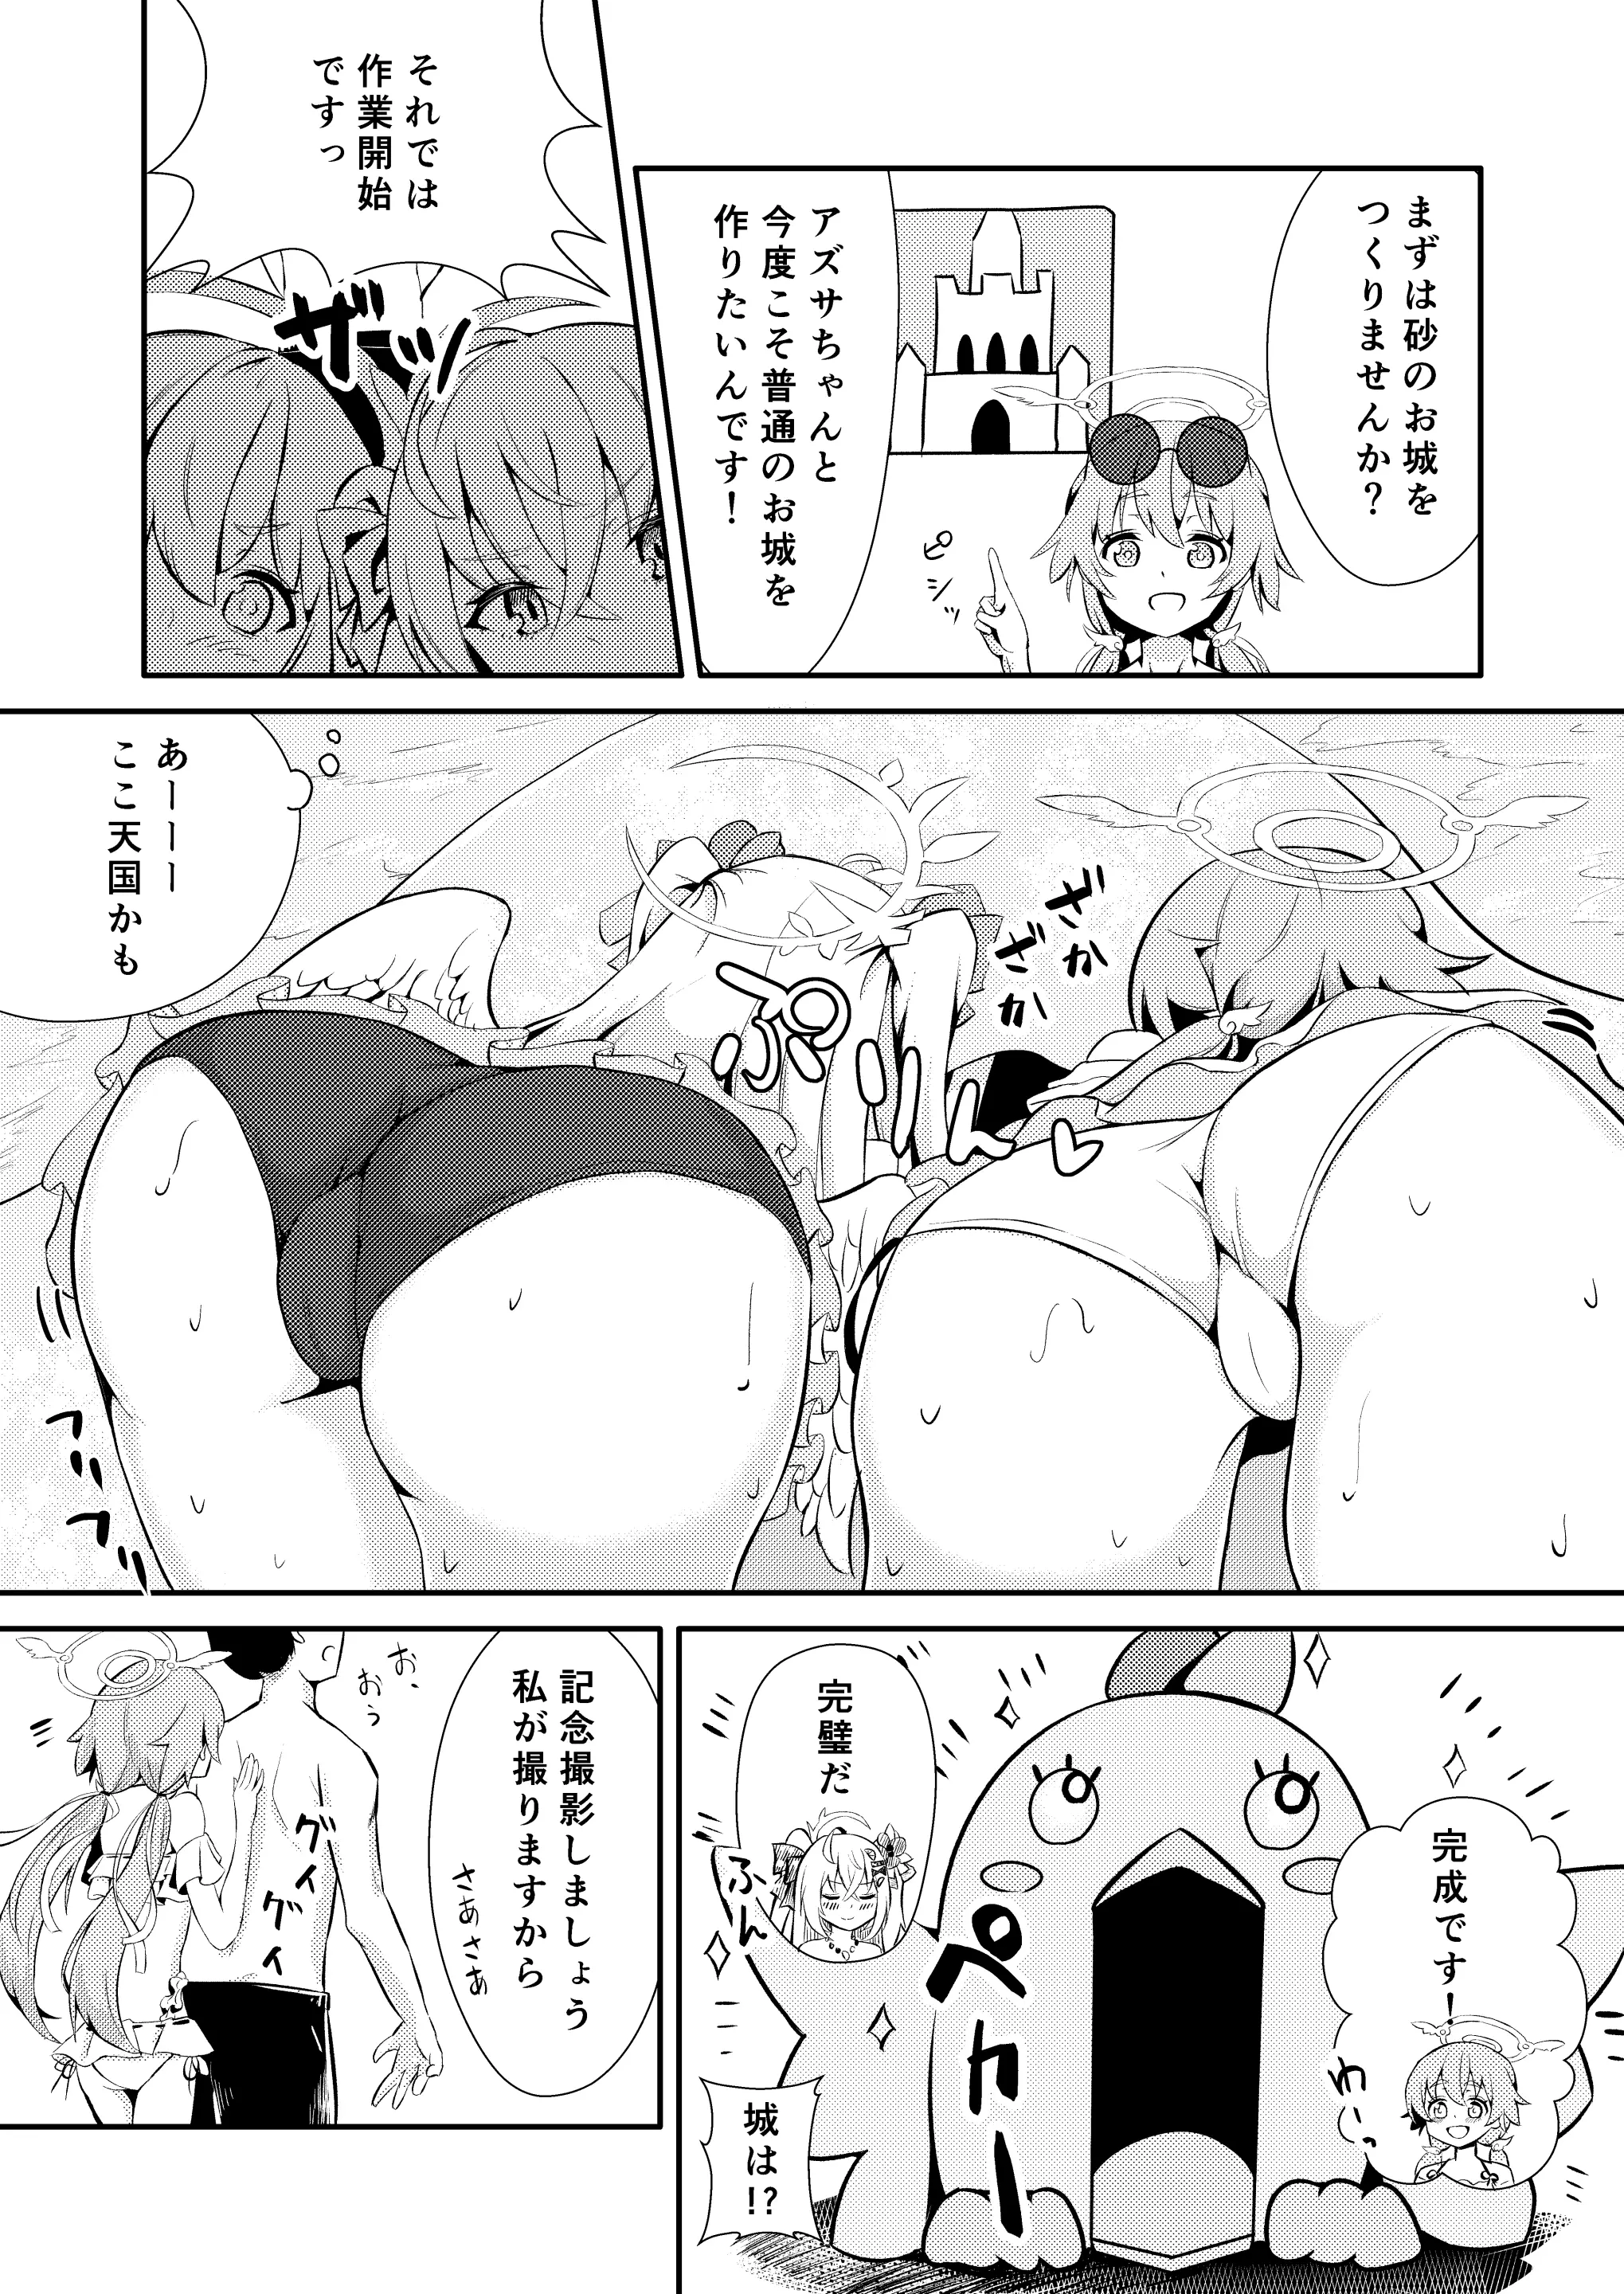 まずは砂のお城を
つくりませんか？
ピシッ
アズサちゃんと
今度こそ普通のお城を
作りたいんです！
それでは
作業開始
ですっ
ザッ
ざか
ざか
ぷりん♡
あーーー
ここ天国かも
プッ
プッ
完成です！
わーっ
ペカー
完璧だ
ふん
城は!?
記念撮影しましょう
私が撮りますから
さあさあ
お、
おぅ
グイ
グイ